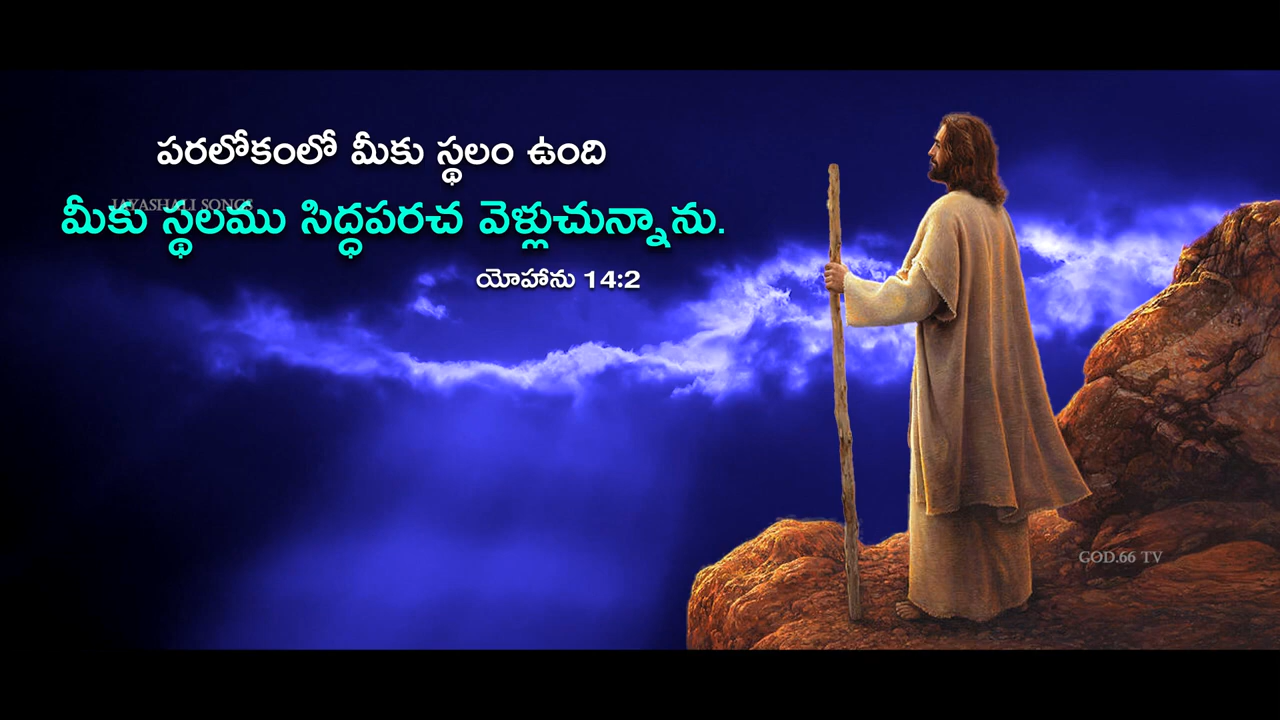 పరలోకంలో మీకు స్థలం ఉంది
JAYASHALI SONGS
మీకు స్థలము సిద్ధపరచ వెళ్లుచున్నాను.
యోహాను 14:2
GOD.66 TV